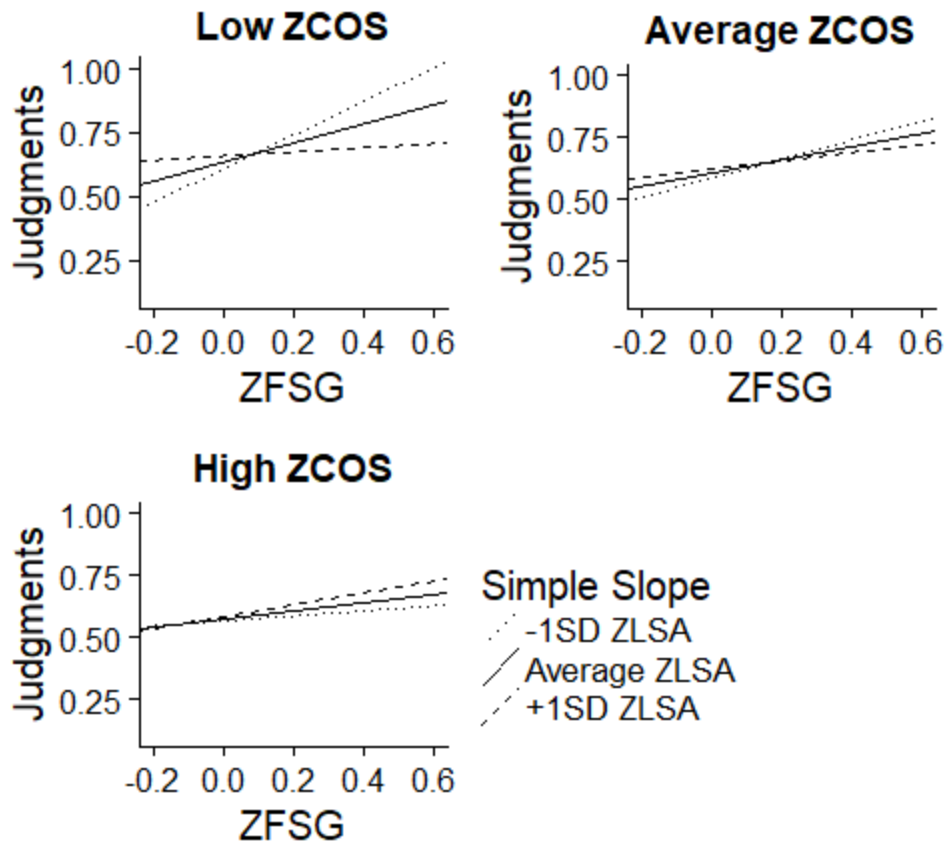 Low ZCOS
Judgments
1.00
0.75
0.50
0.25
-0.2 0.0 0.2 0.4 0.6
ZFSG
Average ZCOS
Judgments
1.00
0.75
0.50
0.25
-0.2 0.0 0.2 0.4 0.6
ZFSG
High ZCOS
Judgments
1.00
0.75
0.50
0.25
-0.2 0.0 0.2 0.4 0.6
ZFSG
Simple Slope
-1SD ZLSA
Average ZLSA
+1SD ZLSA